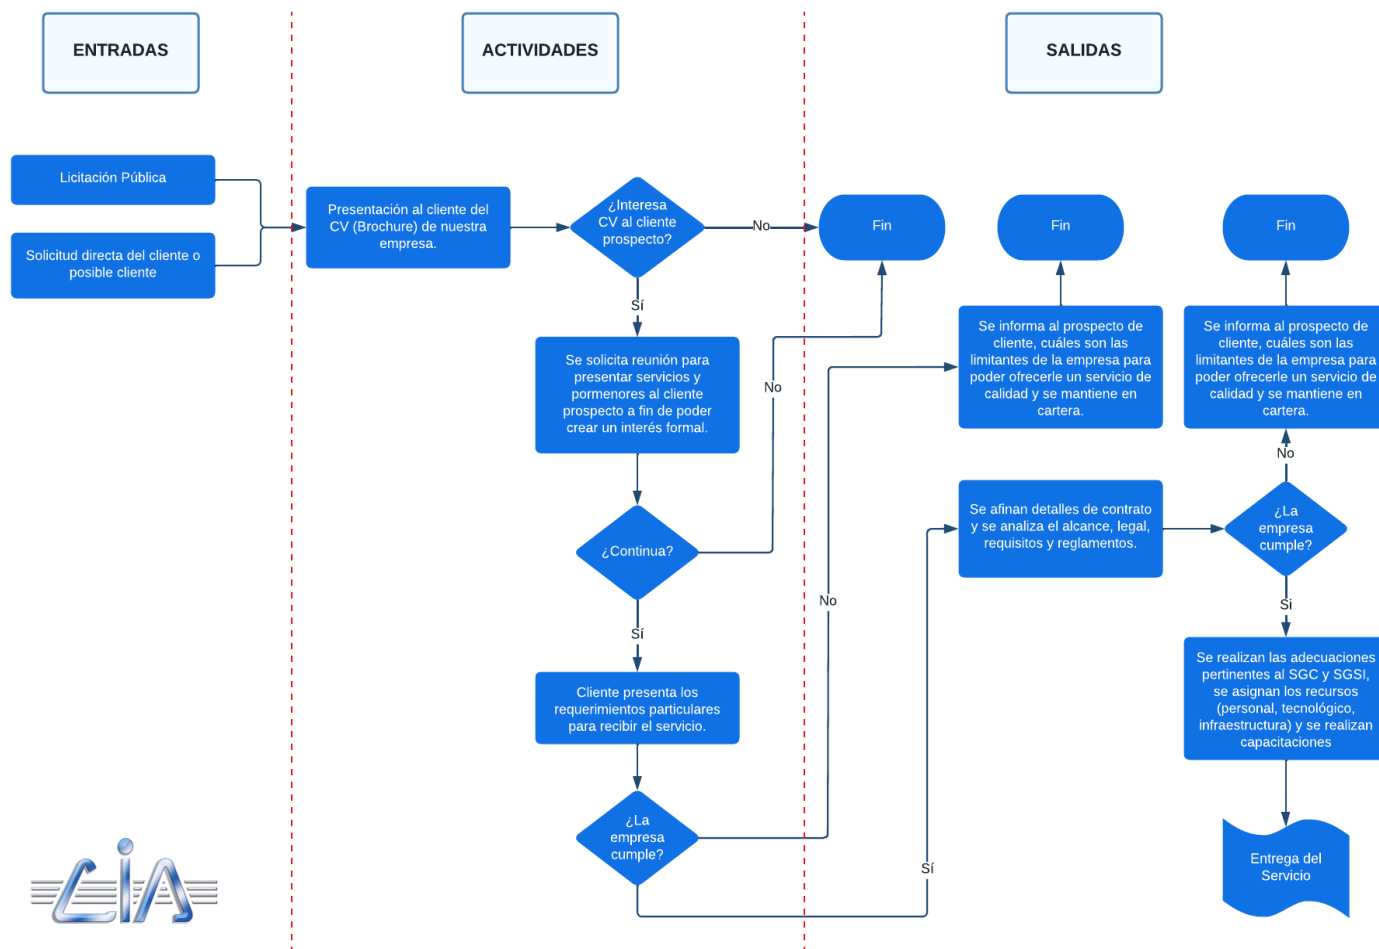 ENTRADAS
ACTIVIDADES
SALIDAS
Licitación Pública
Solicitud directa del cliente o
posible cliente
Presentación al cliente del
CV (Brochure) de nuestra
empresa.
¿Interesa
CV al cliente
prospecto?
No
Fin
Fin
Fin
Sí
Se solicita reunión para
presentar servicios y
pormenores al cliente
prospecto a fin de poder
crear un interés formal.
No
Se informa al prospecto de
cliente, cuáles son las
limitantes de la empresa para
poder ofrecerle un servicio de
calidad y se mantiene en
cartera.
Se informa al prospecto de
cliente, cuáles son las
limitantes de la empresa para
poder ofrecerle un servicio de
calidad y se mantiene en
cartera.
No
¿Continua?
Se afinan detalles de contrato
y se analiza el alcance, legal,
requisitos y reglamentos.
¿La
empresa
cumple?
No
Si
Sí
Cliente presenta los
requerimientos particulares
para recibir el servicio.
Se realizan las adecuaciones
pertinentes al SGC y SGSI,
se asignan los recursos
(personal, tecnológico,
infraestructura) y se realizan
capacitaciones
¿La
empresa
cumple?
Sí
Entrega del
Servicio
CIA